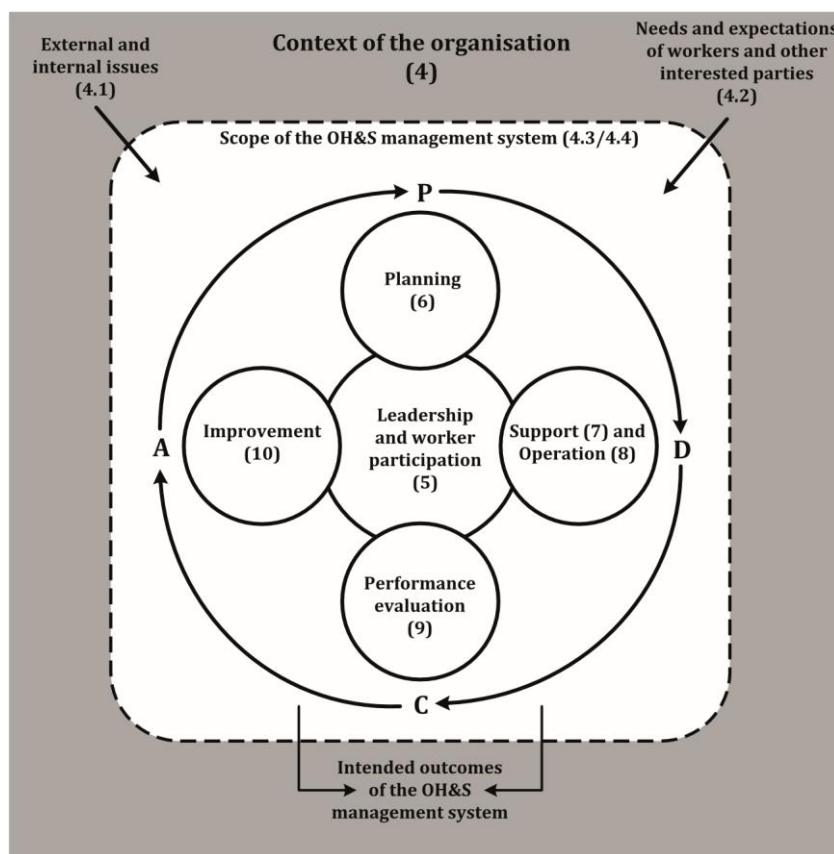 External and
internal issues
(4.1)
Context of the organisation
(4)
Needs and expectations
of workers and other
interested parties
(4.2)
Scope of the OH&S management system (4.3/4.4)
P
Planning
(6)
A
Improvement
(10)
Leadership
and worker
participation
(5)
Support (7) and
Operation (8)
D
Performance
evaluation
(9)
C
Intended outcomes
of the OH&S
management system